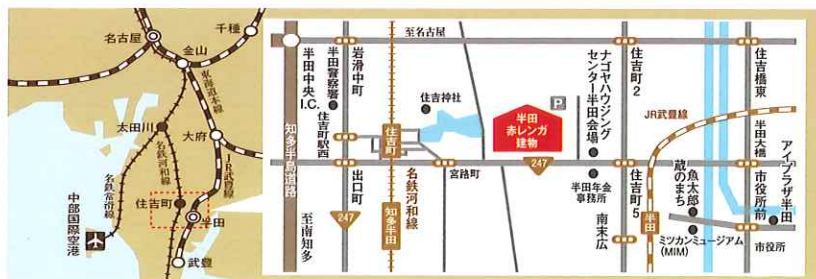 千種
名古屋
金山
東海道本線
太田川
大府
名鉄河和線
JR武豊線
名鉄常滑線
住吉町
半田
中部国際空港
武豊
至名古屋
半田中央I.C.
岩滑中町
半田警察署
住吉神社
住吉町駅西
住吉町
知多半島道路
出口町
名鉄河和線
宮路町
247
至南知多
247
知多半田
半田
赤レンガ
建物
P
ナゴヤハウジング
センター半田会場
住吉町2
住吉橋東
JR武豊線
半田大橋
半田年金
事務所
住吉町5
南末広
半田
魚太郎
蔵のまち
市役所前
アイプラザ半田
ミツカンミュージアム
(MIM)
市役所